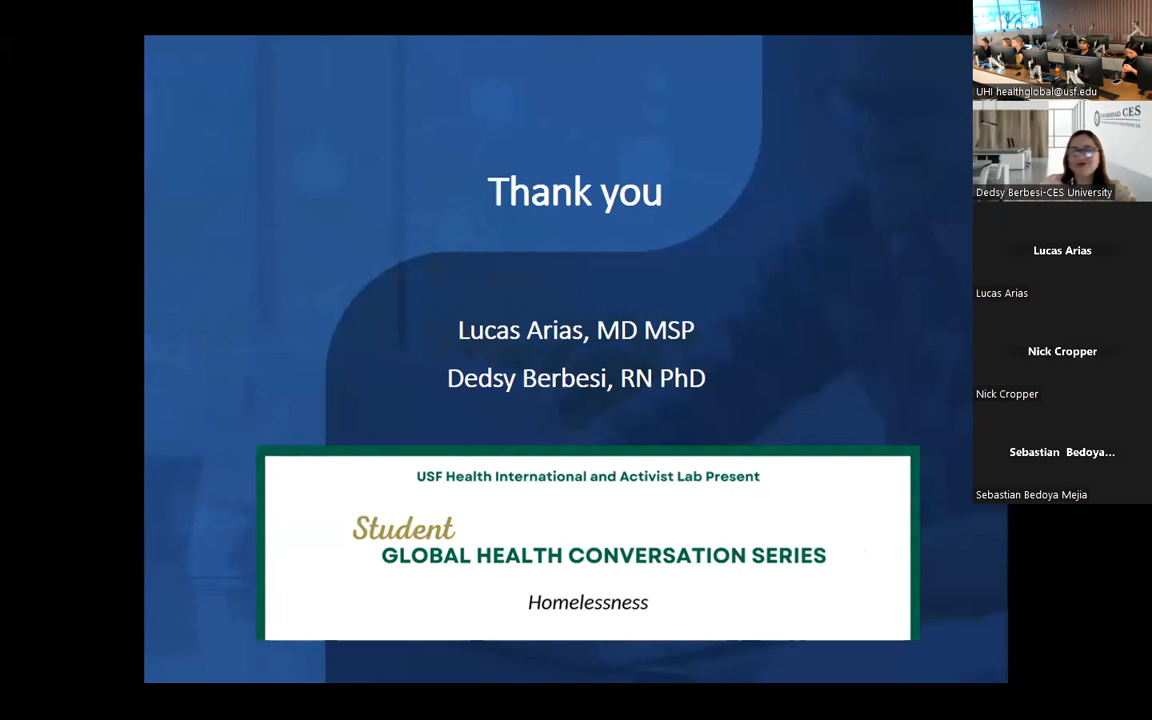 Thank you
Lucas Arias, MD MSP
Dedsy Berbesi, RN PhD
USF Health International and Activist Lab Present
Student
GLOBAL HEALTH CONVERSATION SERIES
Homelessness
UHI healthglobal@usf.edu
CES
Dedsy Berbesi-CES University
Lucas Arias
Lucas Arias
Nick Cropper
Nick Cropper
Sebastian Bedoya...
Sebastian Bedoya Mejia